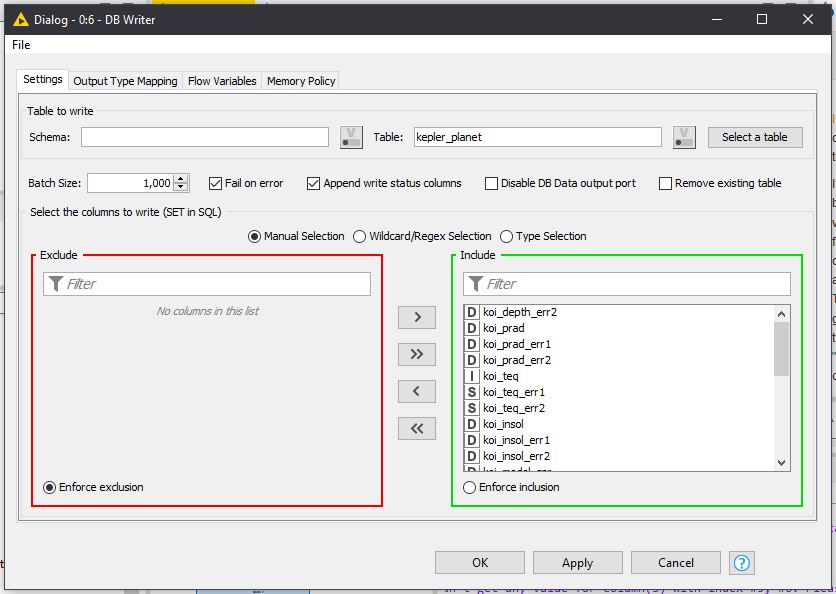 Dialog - 0:6 - DB Writer
File
Settings Output Type Mapping Flow Variables Memory Policy
Table to write
Schema: Table: kepler_planet Select a table
Batch Size: 1,000 Fail on error Append write status columns Disable DB Data output port Remove existing table
Select the columns to write (SET in SQL)
Manual Selection Wildcard/Regex Selection Type Selection
Exclude Include
Filter Filter
No columns in this list
D koi_depth_err2
D koi_prad
> D koi_prad_err1
D koi_prad_err2
>> I koi_teq
S koi_teq_err1
< S koi_teq_err2
D koi_insol
<< D koi_insol_err1
D koi_insol_err2
Enforce exclusion Enforce inclusion
OK Apply Cancel ?